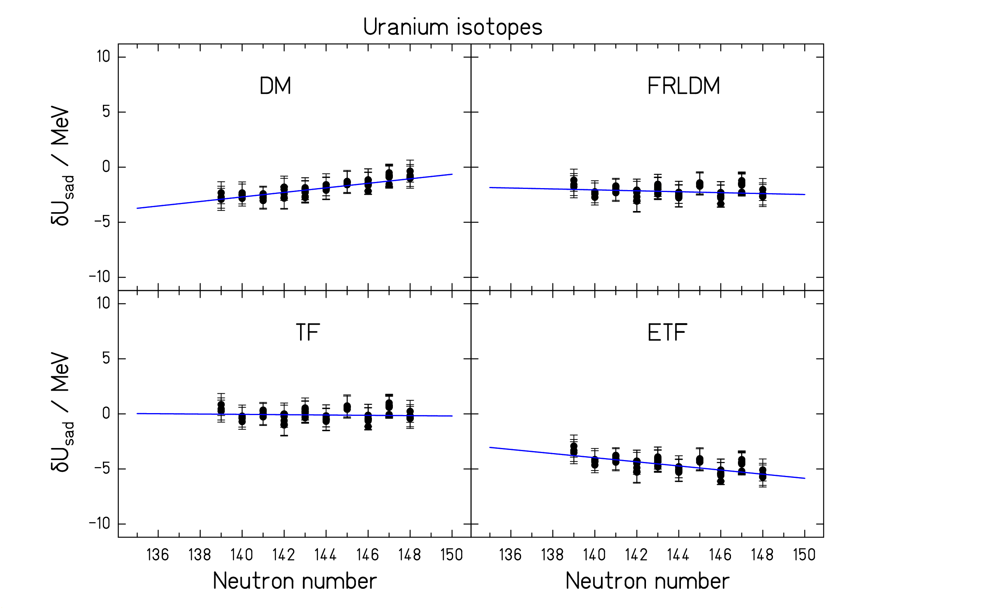 Uranium isotopes
DM
FRLDM
10
5
0
−5
−10
δU_sad / MeV
TF
ETF
10
5
0
−5
−10
δU_sad / MeV
136 138 140 142 144 146 148 150
136 138 140 142 144 146 148 150
Neutron number
Neutron number